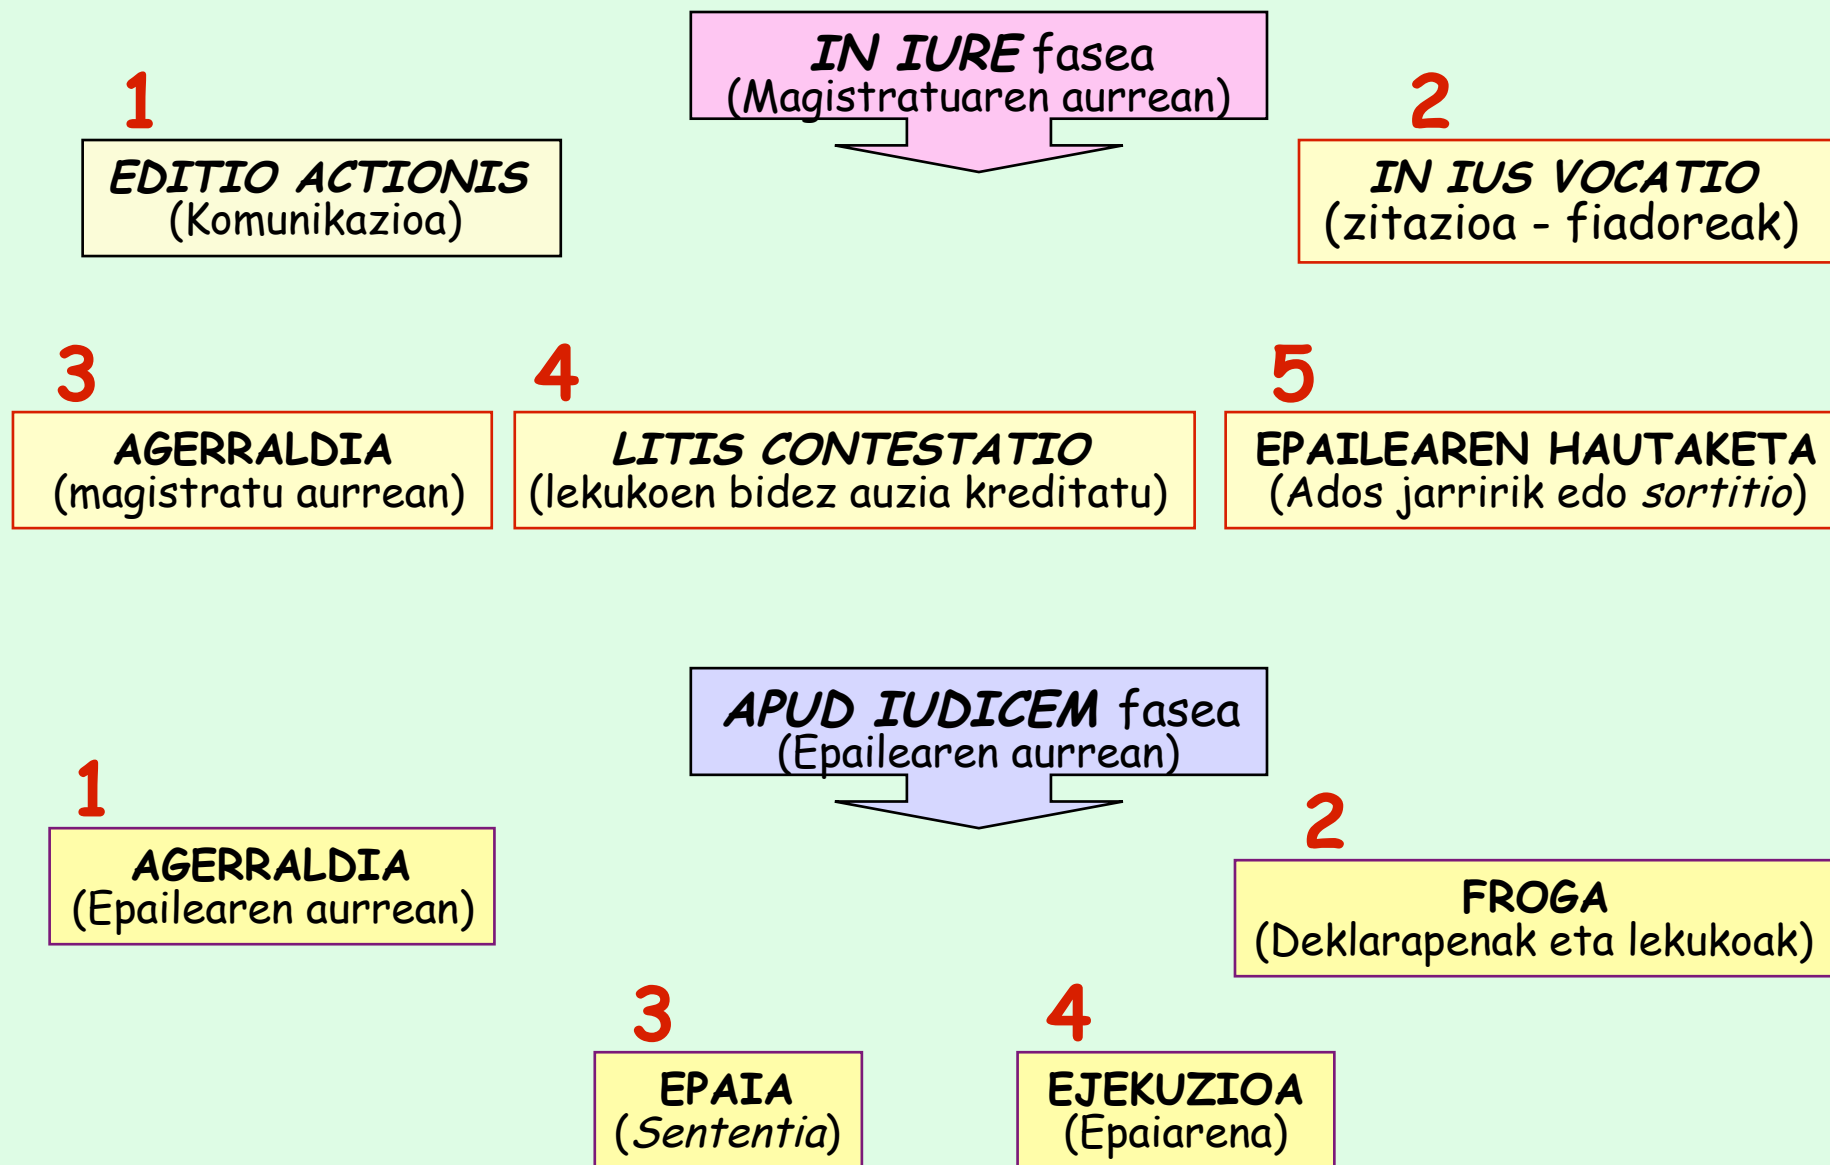 IN IURE fasea
(Magistratuaren aurrean)
1
EDITIO ACTIONIS
(Komunikazioa)
2
IN IUS VOCATIO
(zitazioa - fiadoreak)
3
AGERRALDIA
(magistratu aurrean)
4
LITIS CONTESTATIO
(lekukoen bidez auzia kreditatu)
5
EPAILEAREN HAUTAKETA
(Ados jarririk edo sortitio)
APUD IUDICEM fasea
(Epailearen aurrean)
1
AGERRALDIA
(Epailearen aurrean)
2
FROGA
(Deklarapenak eta lekukoak)
3
EPAIA
(Sententia)
4
EJEKUZIOA
(Epaiarena)